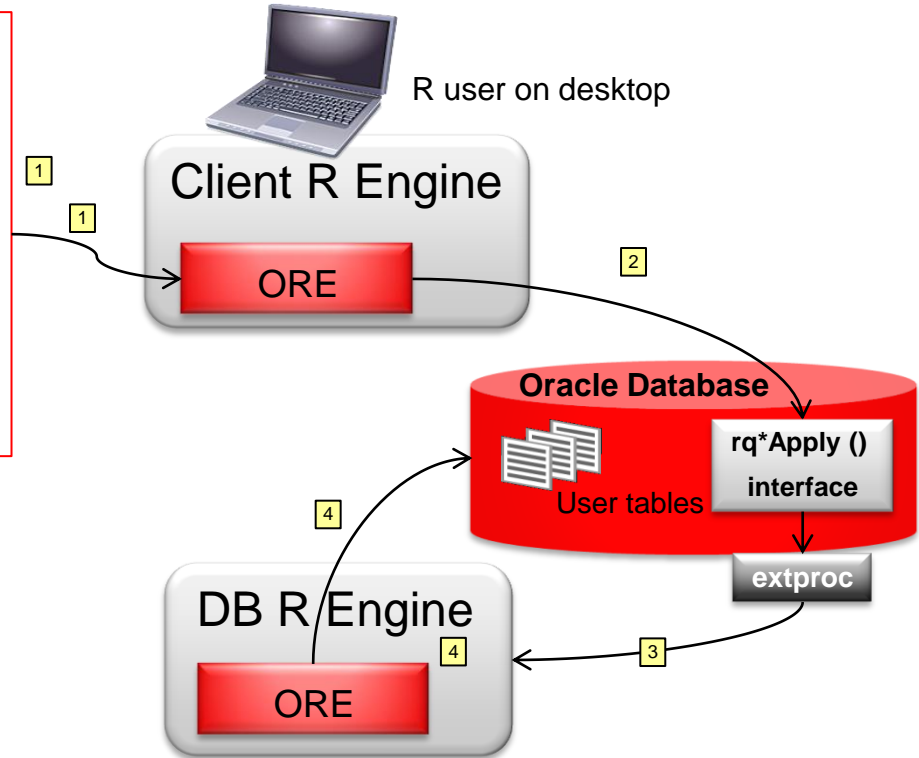 R user on desktop
1
Client R Engine
1
ORE
2
Oracle Database
rq*Apply ()
interface
User tables
4
extproc
DB R Engine
4
3
ORE